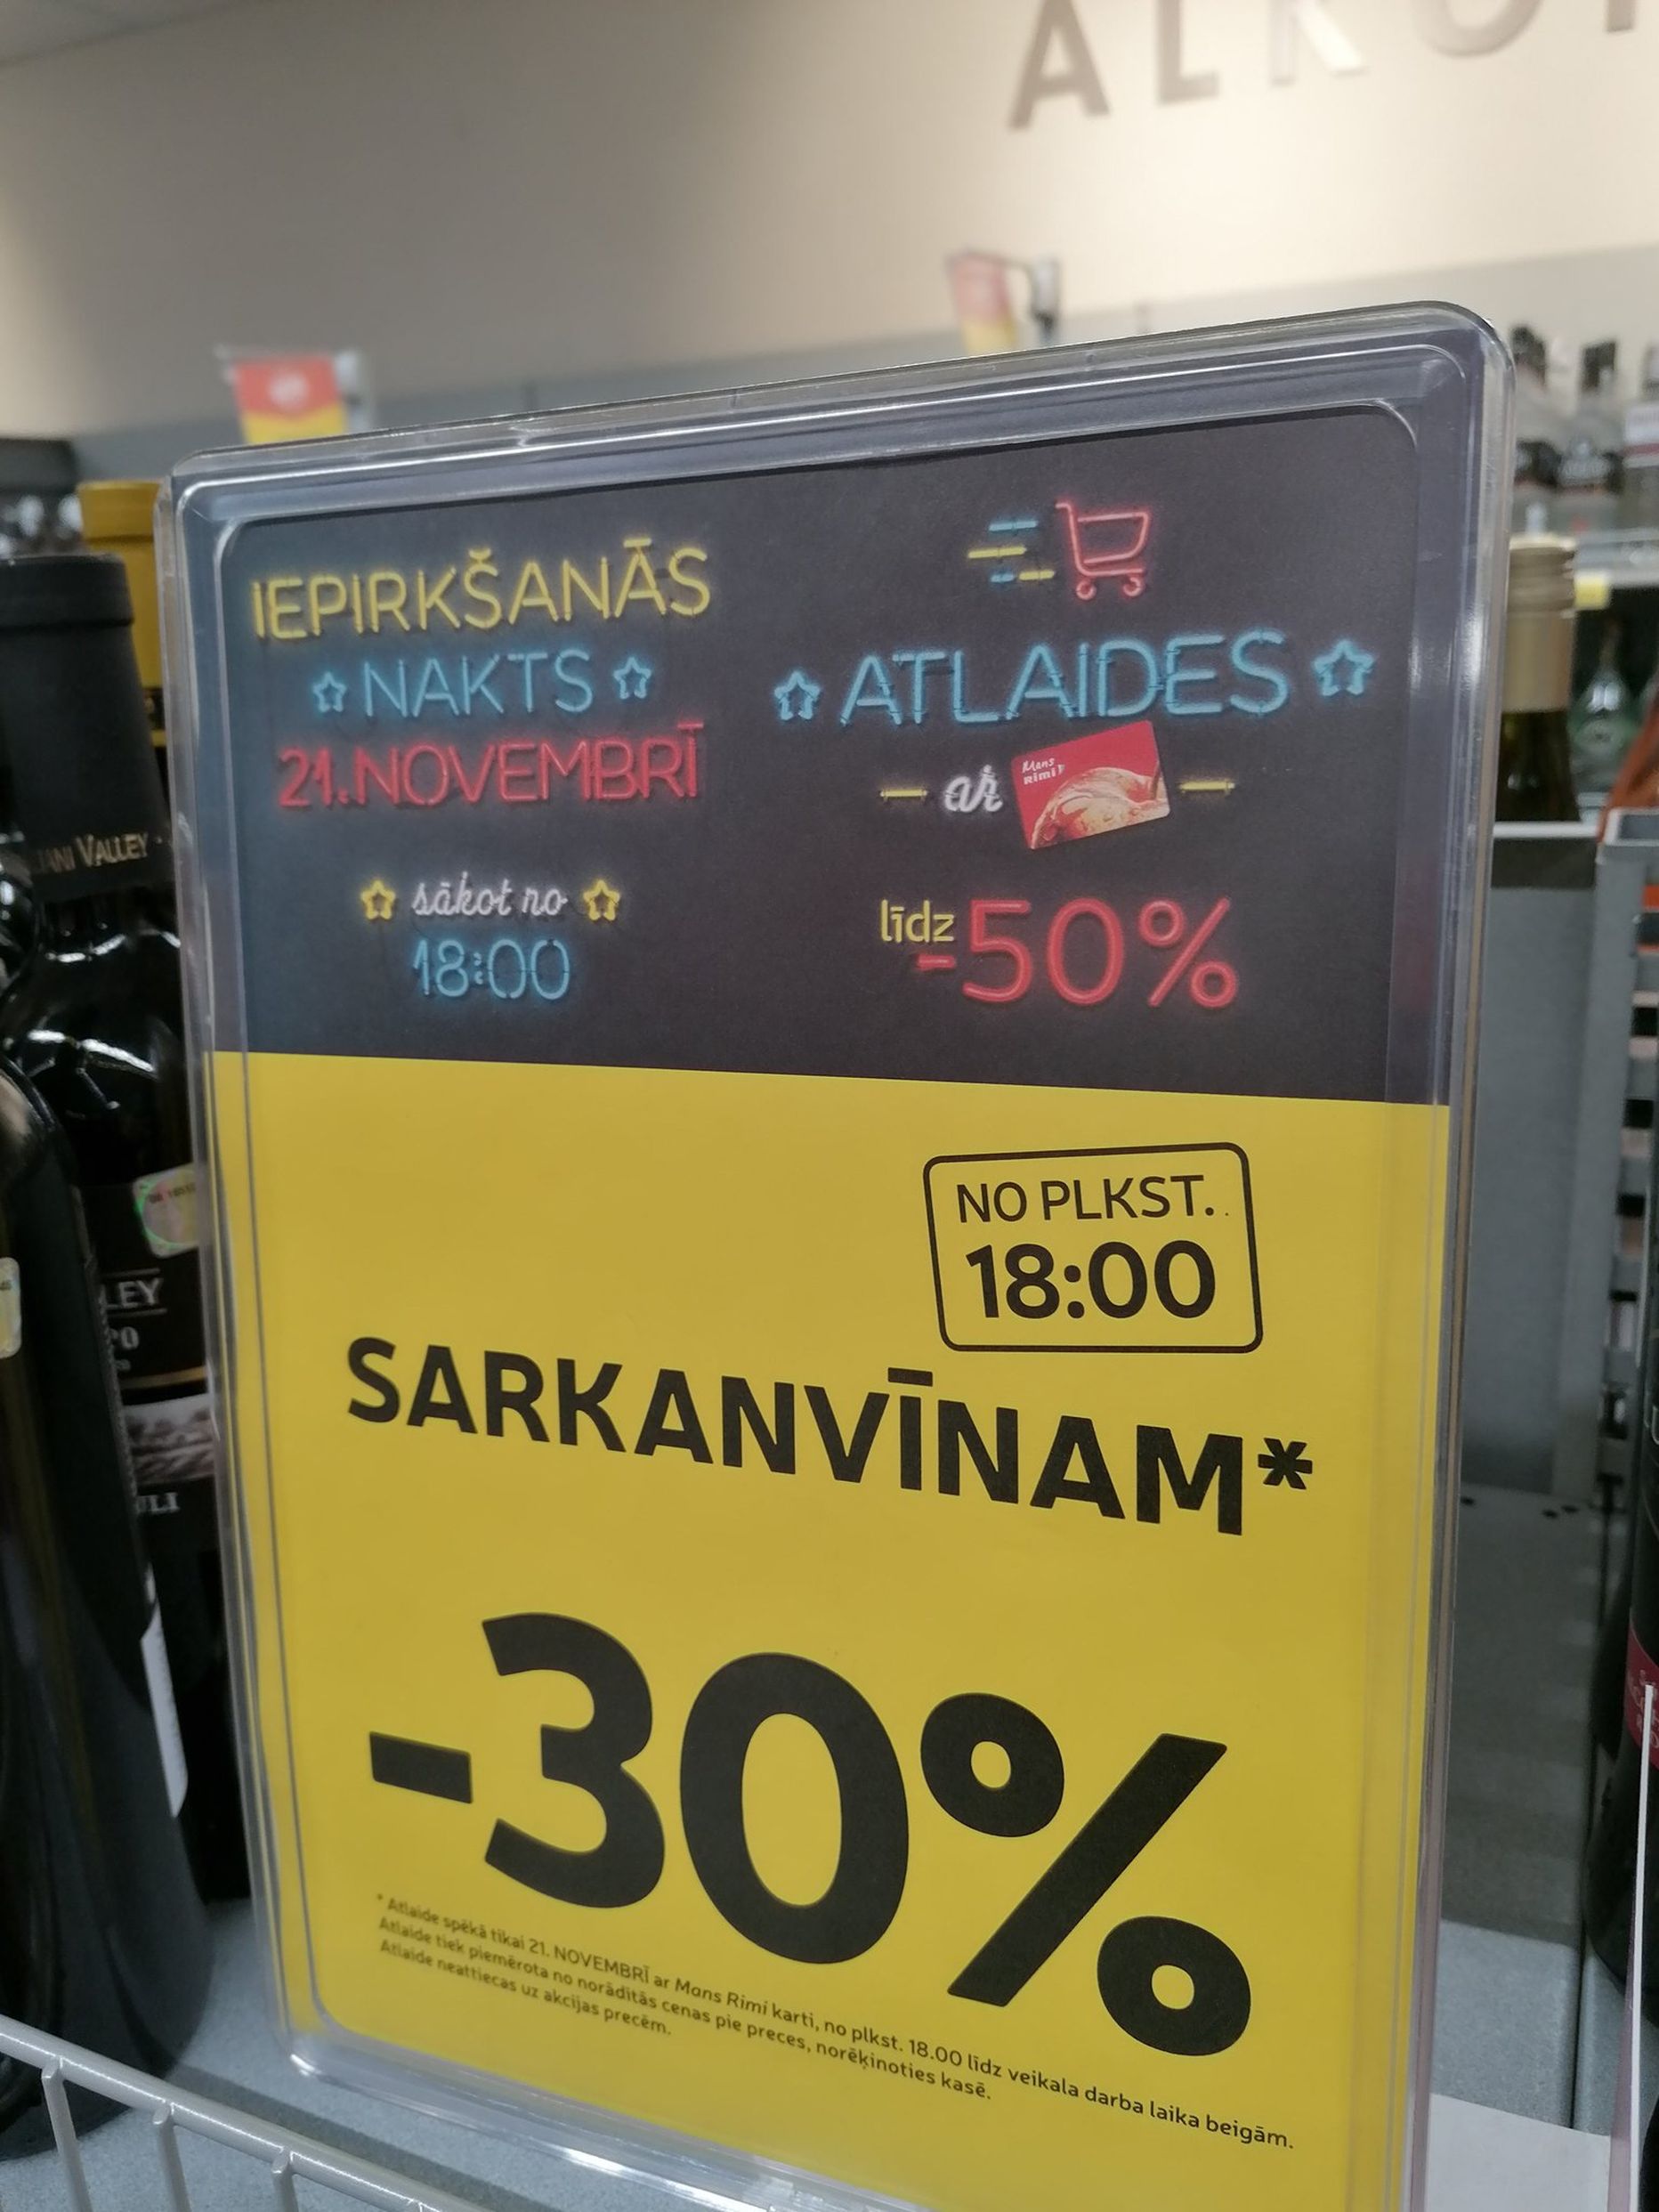 IEPIRKŠANĀS
NAKTS
21.NOVEMBRĪ
sākot no
18:00
ATLAIDES
ar
Mans
Rimi
līdz
-50%
NO PLKST.
18:00
SARKANVĪNAM*
-30%
* Atlaide spēkā tikai 21. NOVEMBRĪ ar Mans Rimi karti, no plkst. 18.00 līdz veikala darba laika beigām.
Atlaide tiek piemērota no norādītās cenas pie preces, norēķinoties kasē.
Atlaide neattiecas uz akcijas precēm.
VALLEY